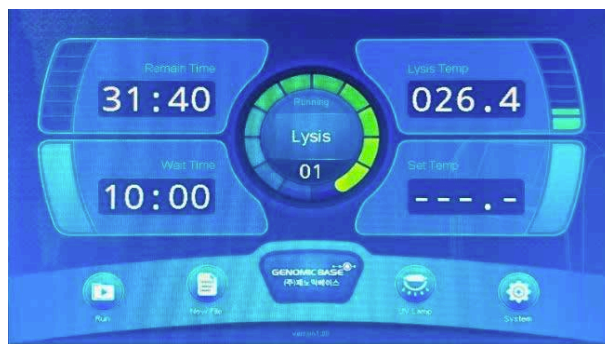 Remain Time
31:40
Lysis Temp
026.4
Running
Lysis
01
Wait Time
10:00
Set Temp
---.-
GENOMIC BASE
(주)제노믹베이스
Run
New File
UV Lamp
System